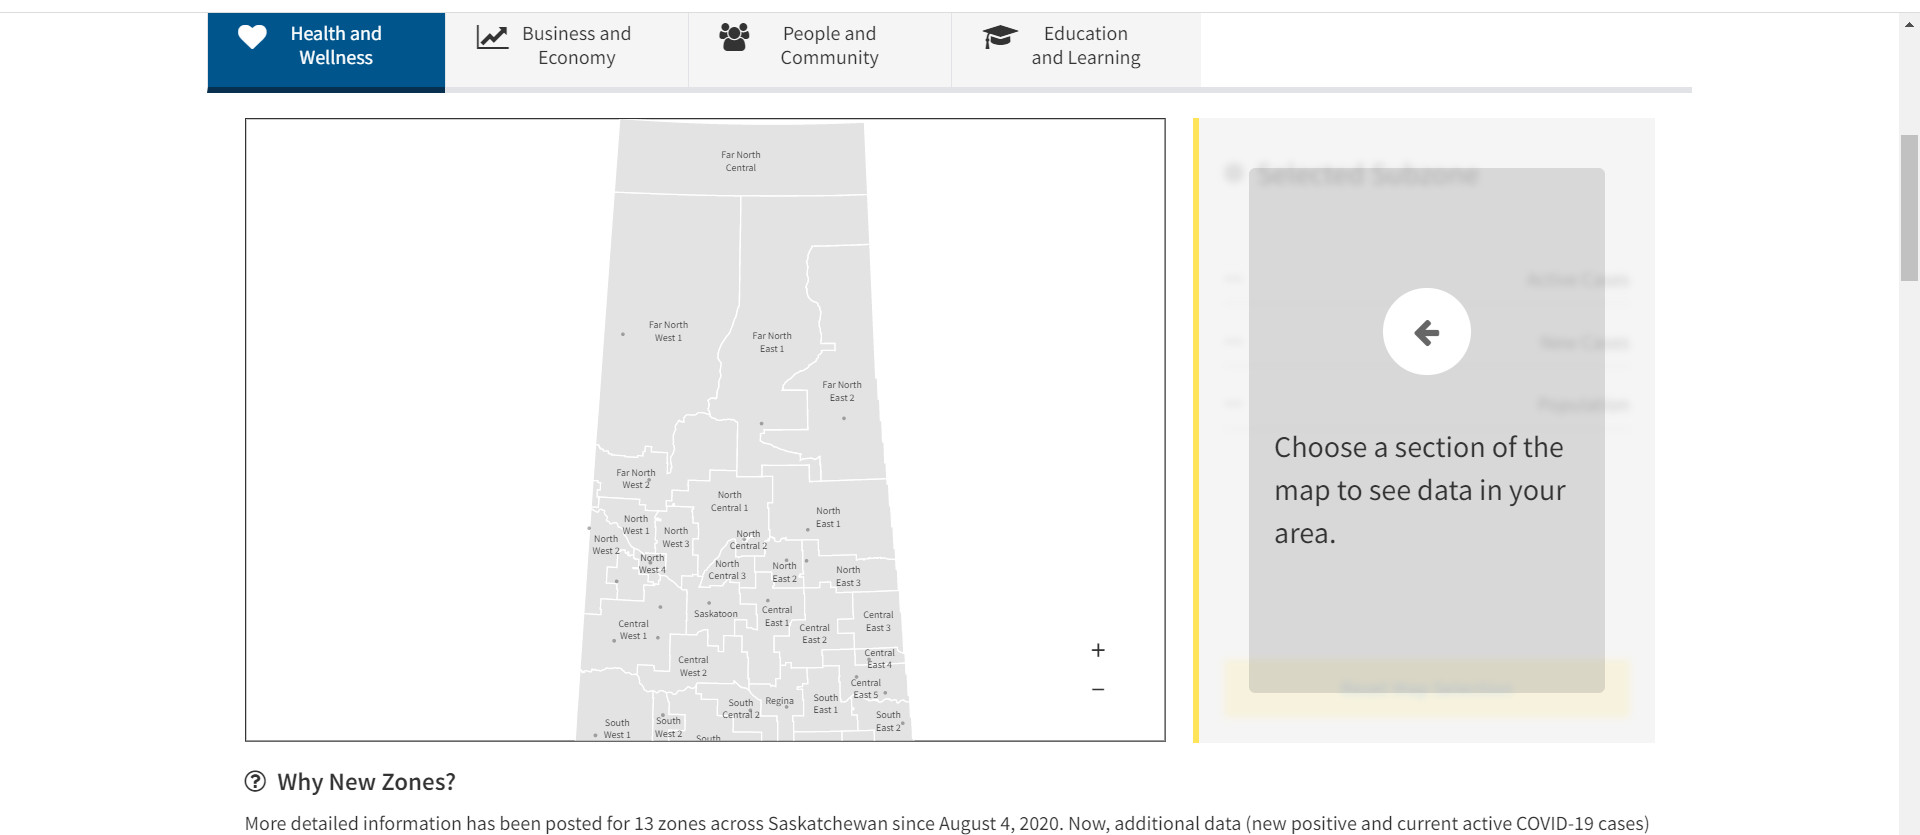 Health and
Wellness
Business and
Economy
People and
Community
Education
and Learning
Far North
Central
Far North
West 1
Far North
East 1
Far North
East 2
Far North
West 2
North
Central 1
North
East 1
North
West 1
North
West 3
North
West 2
North
Central 2
North
West 4
North
Central 3
North
East 2
North
East 3
Saskatoon
Central
East 1
Central
East 3
Central
West 1
Central
East 2
Central
West 2
Central
East 4
Central
East 5
South
Central 2
Regina
South
East 1
South
East 2
South
West 1
South
West 2
South
+
−
Selected Subzone
Active Cases
New Cases
Population
Choose a section of the
map to see data in your
area.
Why New Zones?
More detailed information has been posted for 13 zones across Saskatchewan since August 4, 2020. Now, additional data (new positive and current active COVID-19 cases)